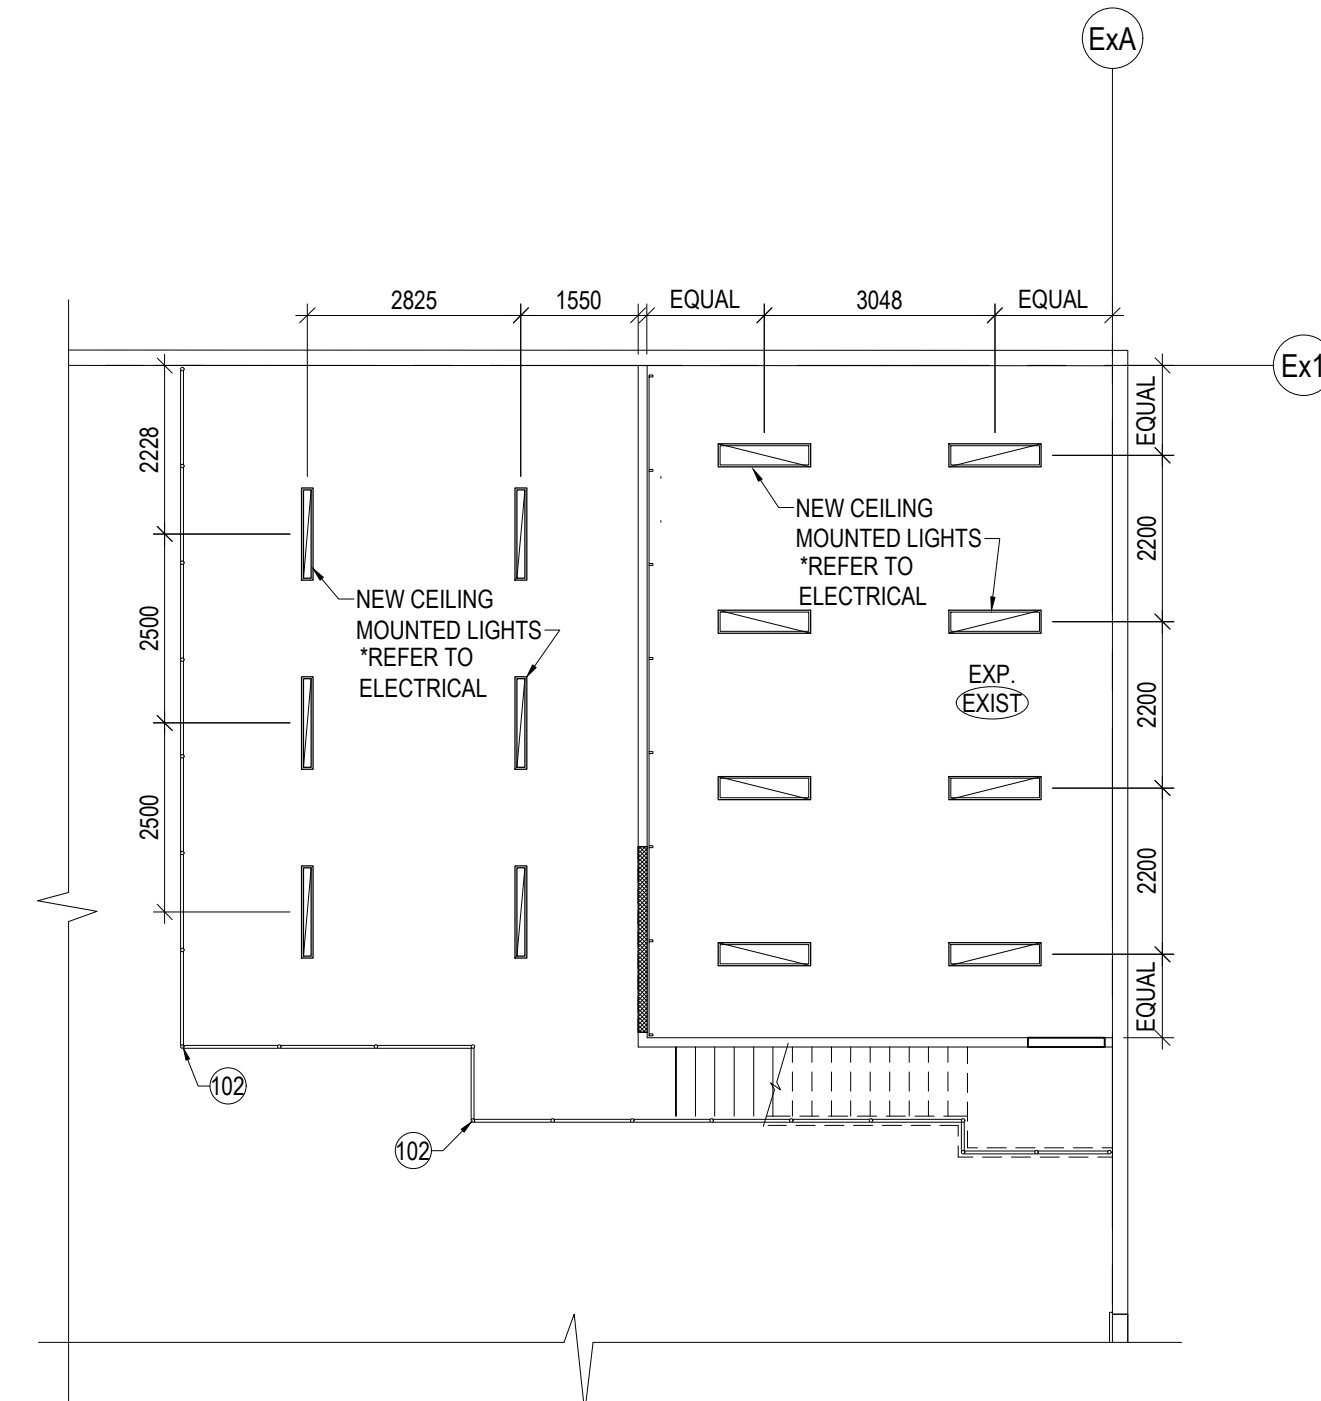 ExA
2825
1550
EQUAL
3048
EQUAL
Ex1
EQUAL
2228
NEW CEILING
MOUNTED LIGHTS
*REFER TO
ELECTRICAL
2200
NEW CEILING
MOUNTED LIGHTS
*REFER TO
ELECTRICAL
2500
EXP.
EXIST
2200
2500
2200
EQUAL
102
102